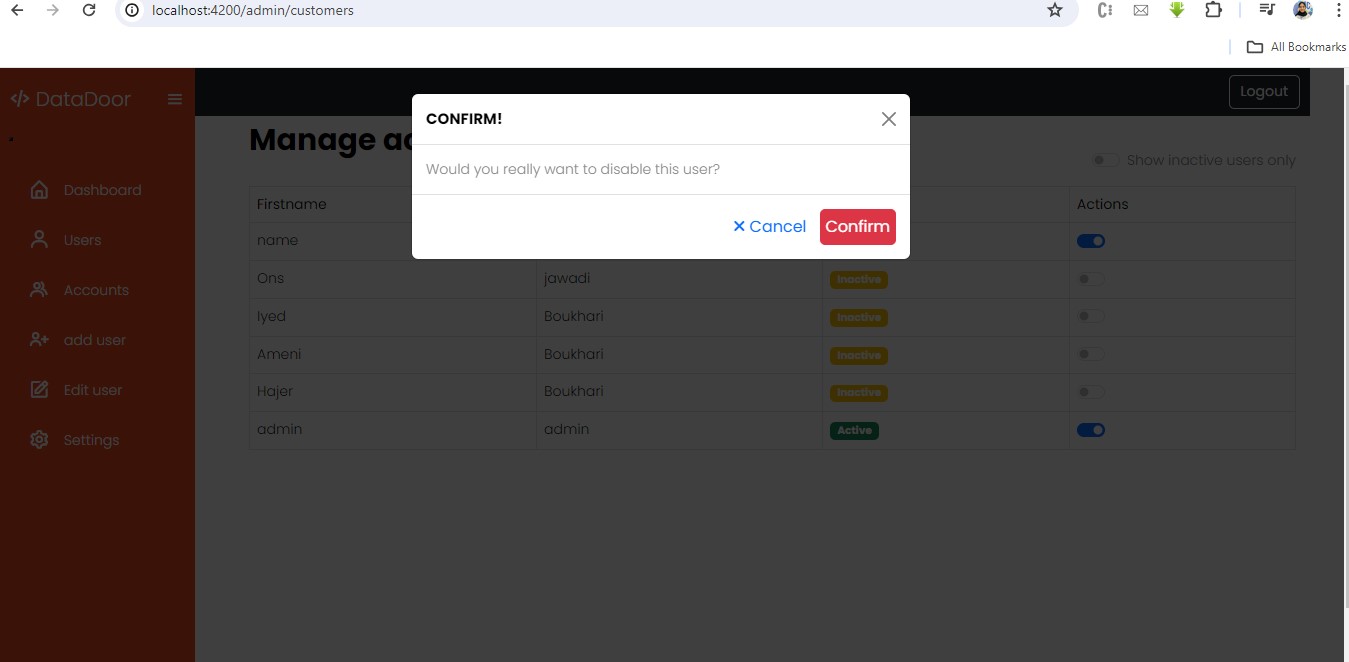 localhost:4200/admin/customers
All Bookmarks
DataDoor
Logout
CONFIRM!
Manage ac
Would you really want to disable this user?
Show inactive users only
Cancel Confirm
Dashboard
Users
Accounts
add user
Edit user
Settings
Firstname Actions
name
Ons jawadi Inactive
Iyed Boukhari Inactive
Ameni Boukhari Inactive
Hajer Boukhari Inactive
admin admin Active